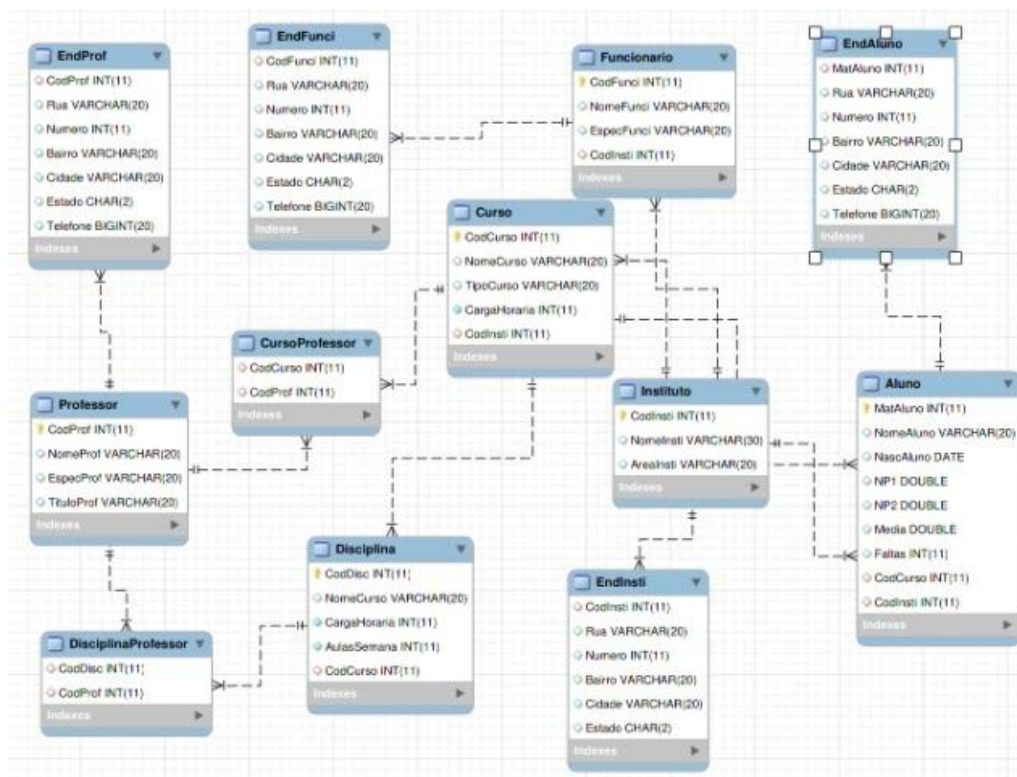 EndProf
CodProf INT(11)
Rua VARCHAR(20)
Numero INT(11)
Bairro VARCHAR(20)
Cidade VARCHAR(20)
Estado CHAR(2)
Telefone BIGINT(20)
Indexes
EndFunci
CodFunci INT(11)
Rua VARCHAR(20)
Numero INT(11)
Bairro VARCHAR(20)
Cidade VARCHAR(20)
Estado CHAR(2)
Telefone BIGINT(20)
Indexes
Funcionario
CodFunci INT(11)
NomeFunci VARCHAR(20)
EspecFunci VARCHAR(20)
CodInsti INT(11)
Indexes
EndAluno
MatAluno INT(11)
Rua VARCHAR(20)
Numero INT(11)
Bairro VARCHAR(20)
Cidade VARCHAR(20)
Estado CHAR(2)
Telefone BIGINT(20)
Indexes
Curso
CodCurso INT(11)
NomeCurso VARCHAR(20)
TipoCurso VARCHAR(20)
CargaHoraria INT(11)
CodInsti INT(11)
Indexes
CursoProfessor
CodCurso INT(11)
CodProf INT(11)
Indexes
Professor
CodProf INT(11)
NomeProf VARCHAR(20)
EspecProf VARCHAR(20)
TituloProf VARCHAR(20)
Indexes
Instituto
CodInsti INT(11)
NomeInsti VARCHAR(30)
AreaInsti VARCHAR(20)
Indexes
Aluno
MatAluno INT(11)
NomeAluno VARCHAR(20)
NascAluno DATE
NP1 DOUBLE
NP2 DOUBLE
Media DOUBLE
Faltas INT(11)
CodCurso INT(11)
CodInsti INT(11)
Indexes
Disciplina
CodDisc INT(11)
NomeCurso VARCHAR(20)
CargaHoraria INT(11)
AulasSemana INT(11)
CodCurso INT(11)
Indexes
EndInsti
CodInsti INT(11)
Rua VARCHAR(20)
Numero INT(11)
Bairro VARCHAR(20)
Cidade VARCHAR(20)
Estado CHAR(2)
Indexes
DisciplinaProfessor
CodDisc INT(11)
CodProf INT(11)
Indexes